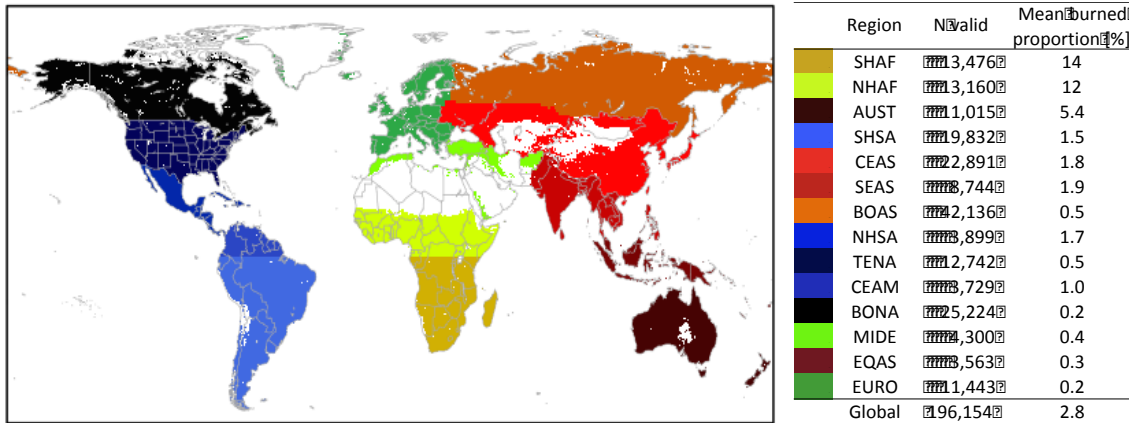 Region N valid Mean burned proportion [%]
SHAF 13,476 14
NHAF 13,160 12
AUST 11,015 5.4
SHSA 19,832 1.5
CEAS 22,891 1.8
SEAS 8,744 1.9
BOAS 42,136 0.5
NHSA 3,899 1.7
TENA 12,742 0.5
CEAM 3,729 1.0
BONA 25,224 0.2
MIDE 4,300 0.4
EQAS 3,563 0.3
EURO 11,443 0.2
Global 196,154 2.8